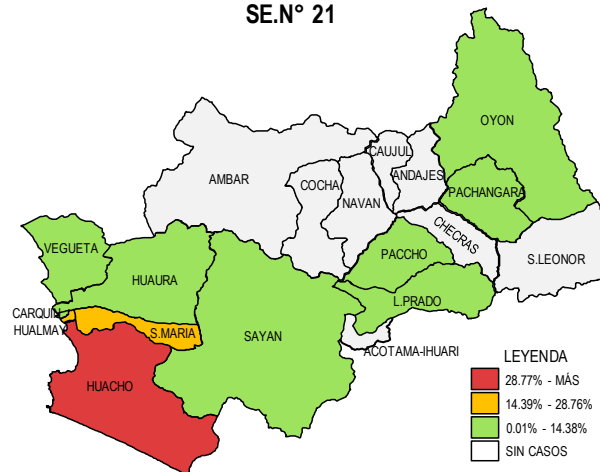 SE.N° 21
OYON
CAUJUL
AMBAR
COCHA
ANDAJES
NAVAN
PACHANGARA
CHECRAS
VEGUETA
PACCHO
S.LEONOR
HUAURA
L.PRADO
CARQUIN
HUALMAY
S.MARIA
SAYAN
ACOTAMA-IHUARI
HUACHO
LEYENDA
28.77% - MÁS
14.39% - 28.76%
0.01% - 14.38%
SIN CASOS